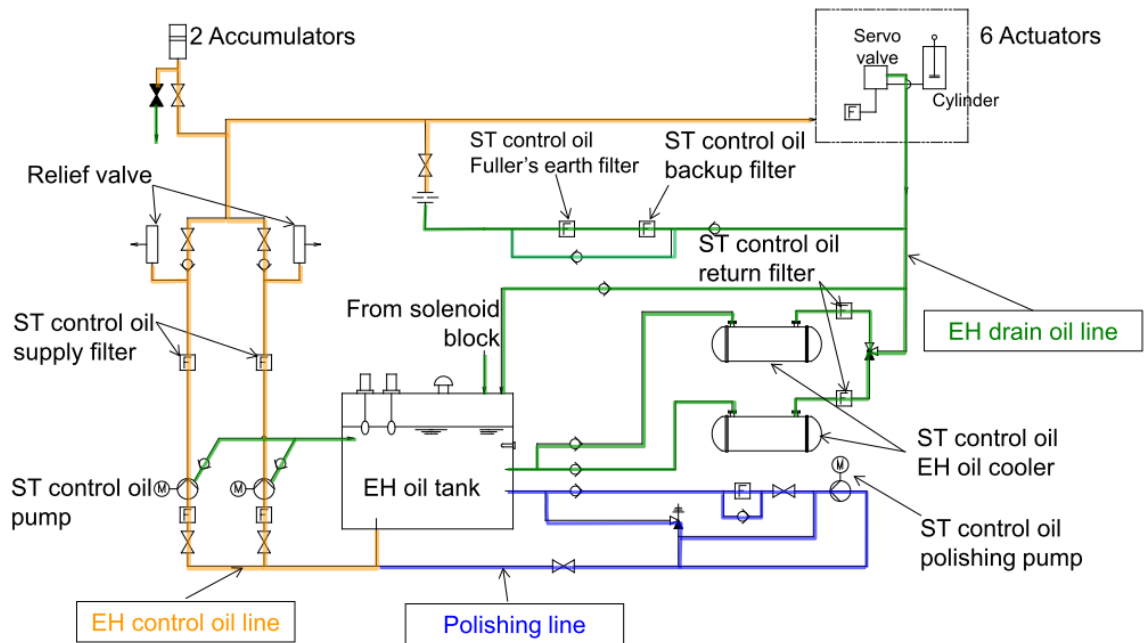 2 Accumulators
Servo
valve
6 Actuators
F
Cylinder
ST control oil
Fuller's earth filter
ST control oil
backup filter
Relief valve
F
F
ST control oil
return filter
From solenoid
block
F
EH drain oil line
ST control oil
supply filter
F
F
F
ST control oil
EH oil cooler
M
ST control oil
pump
M
M
EH oil tank
F
F
F
ST control oil
polishing pump
EH control oil line
Polishing line